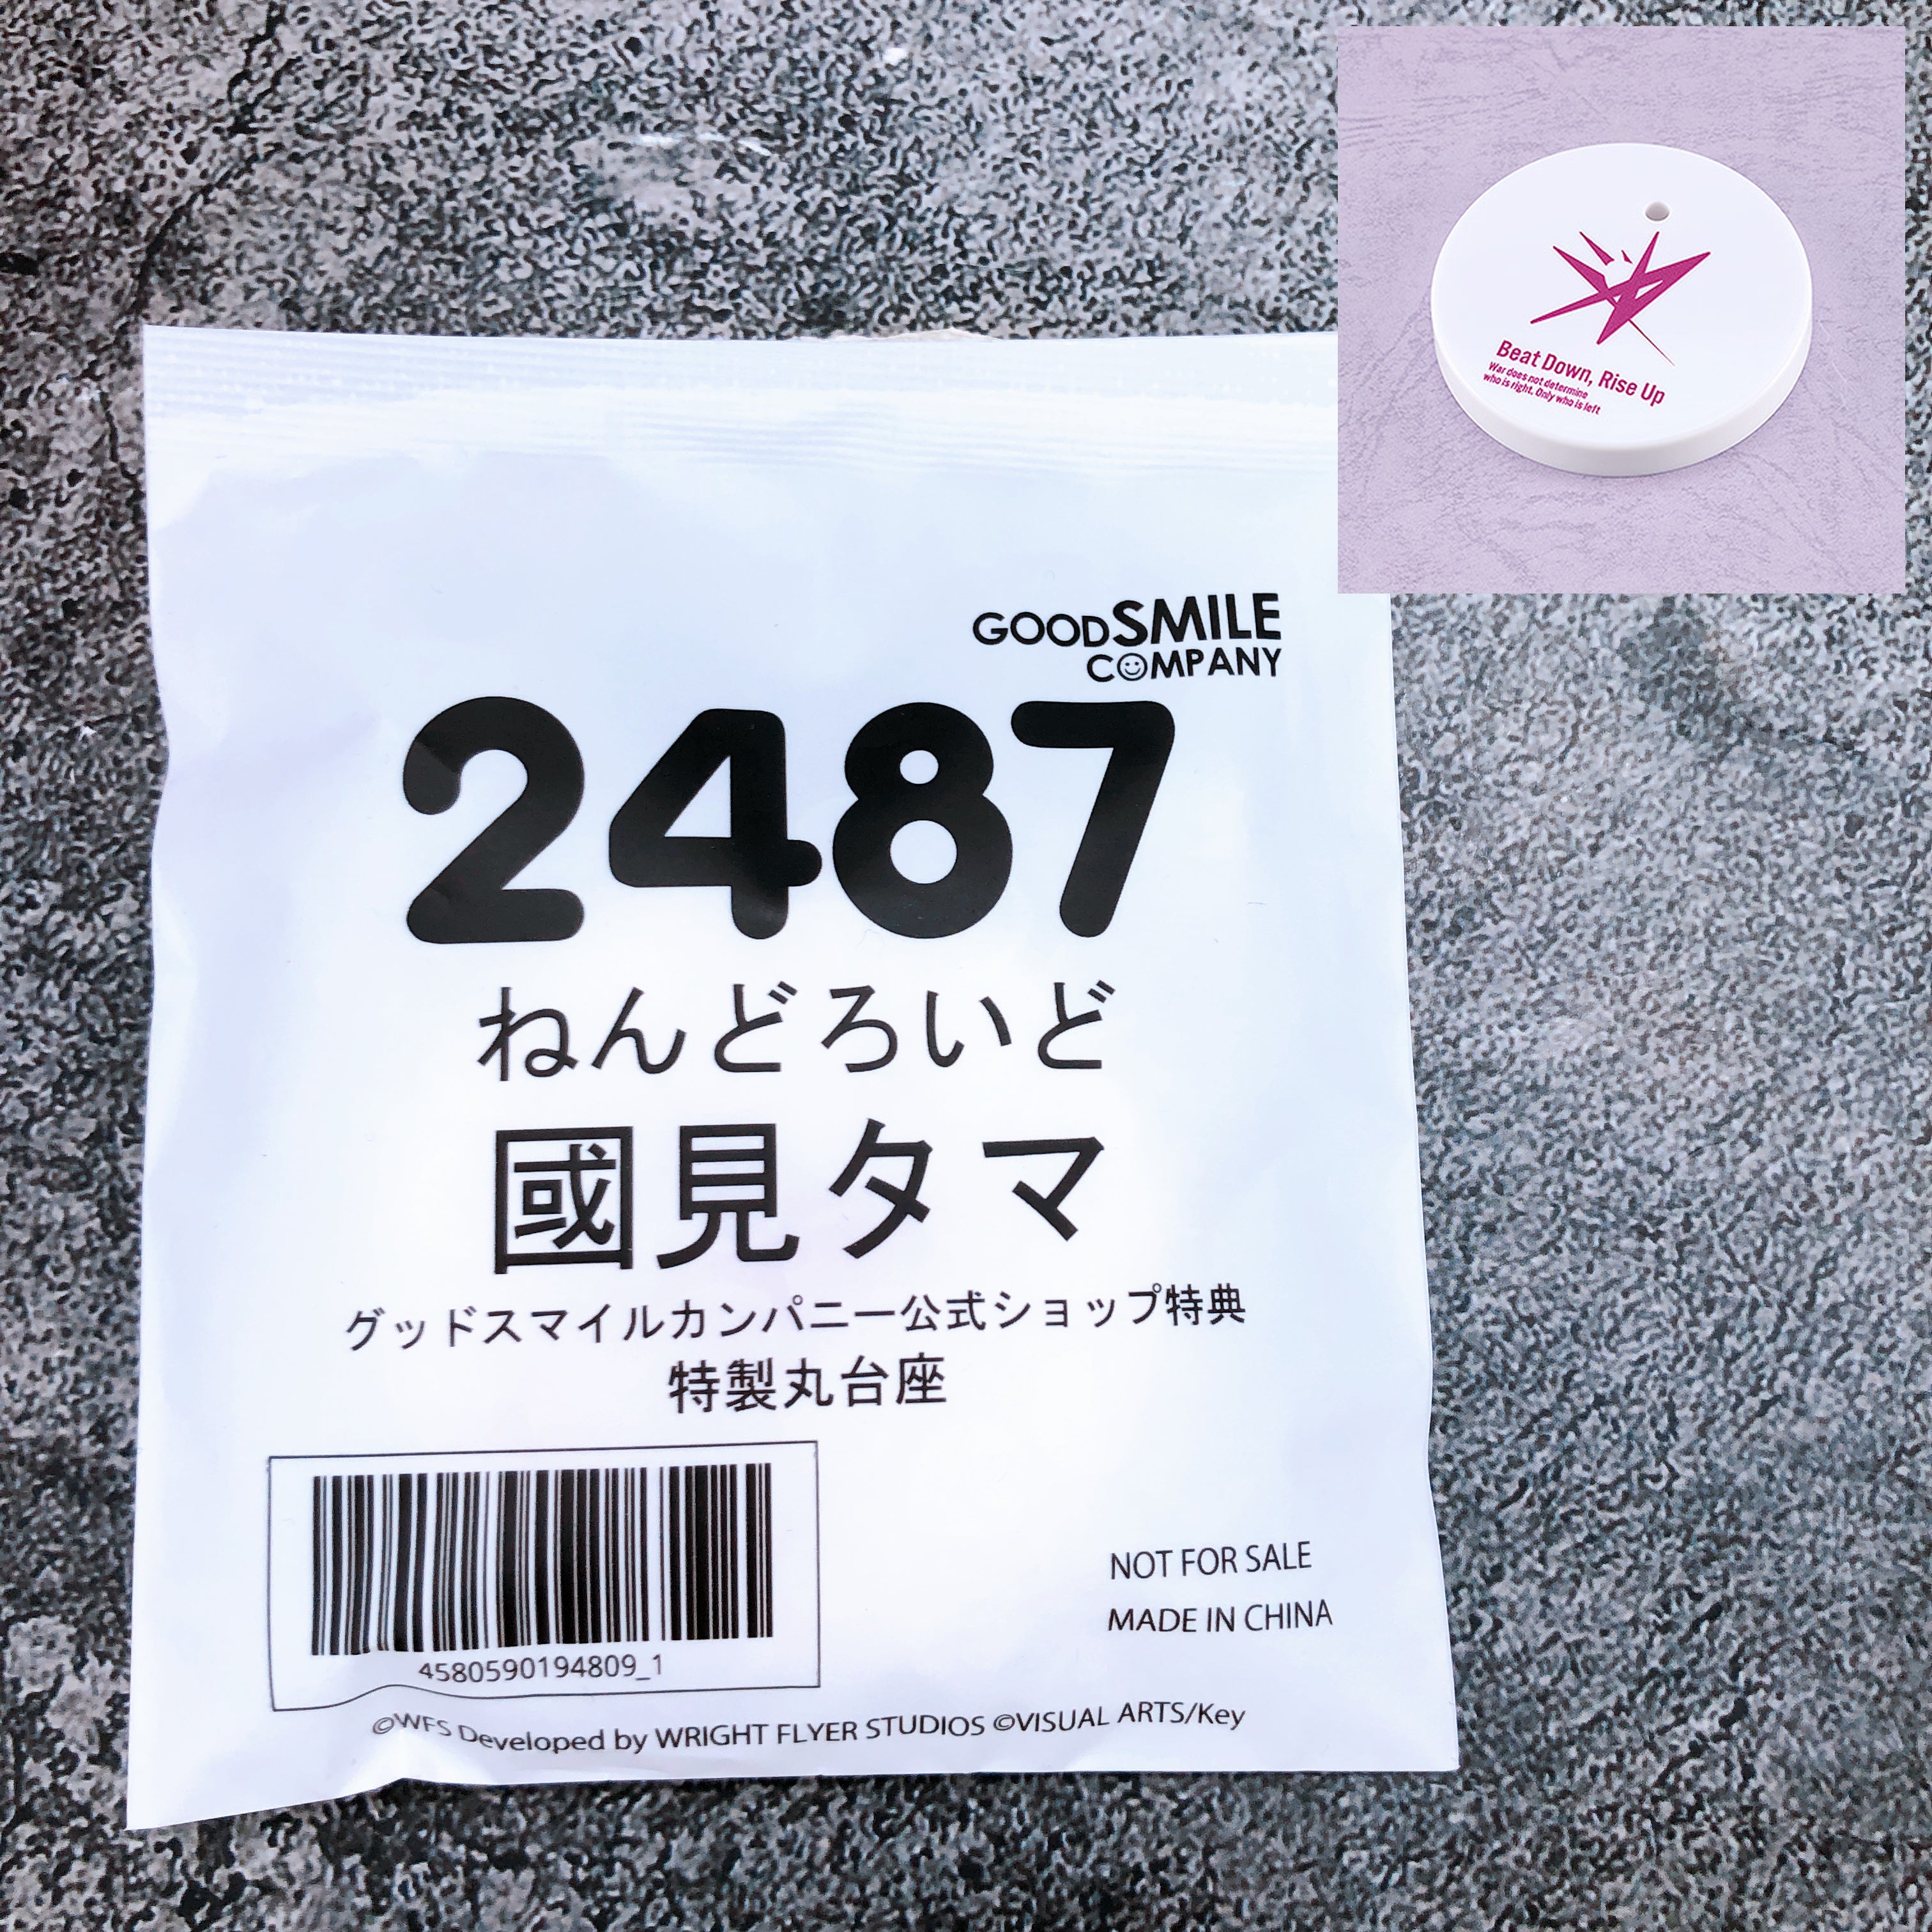 Beat Down, Rise Up
War does not determine
who is right. Only who is left
GOODSMILE
COMPANY
2487
ねんどろいど
國見タマ
グッドスマイルカンパニー公式ショップ特典
特製丸台座
4580590194809_1
NOT FOR SALE
MADE IN CHINA
©WFS Developed by WRIGHT FLYER STUDIOS ©VISUAL ARTS/Key